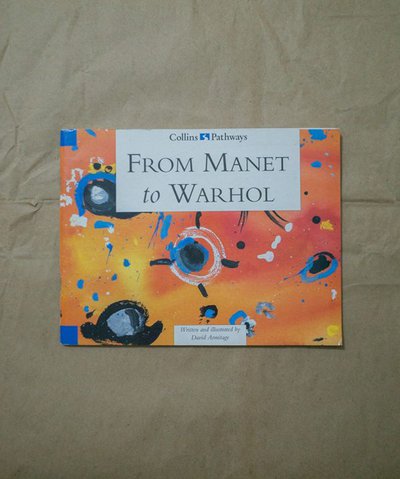 Collins Pathways
FROM MANET
to WARHOL
Written and illustrated by
David Armitage